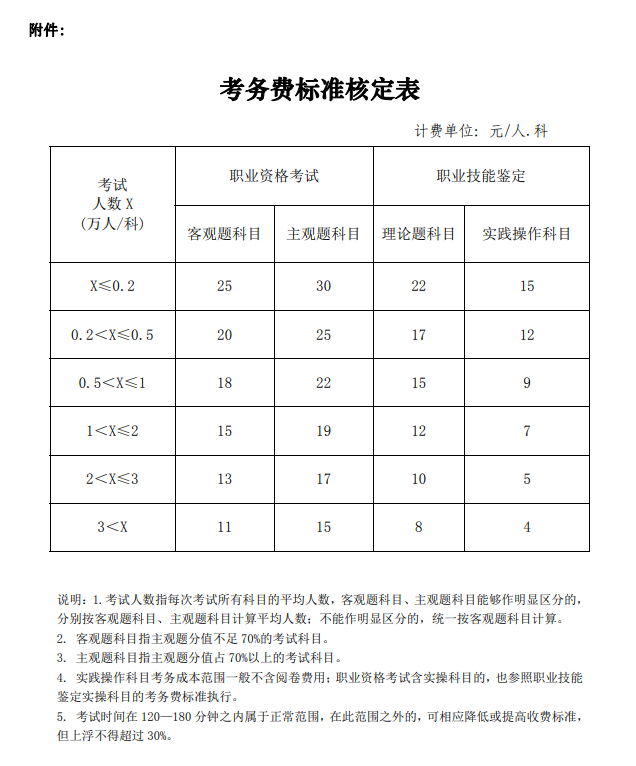 附件：
考务费标准核定表
计费单位：元/人.科
考试
人数 X
(万人/科)
职业资格考试 职业技能鉴定
客观题科目 主观题科目 理论题科目 实践操作科目
X≤0.2 25 30 22 15
0.2＜X≤0.5 20 25 17 12
0.5＜X≤1 18 22 15 9
1＜X≤2 15 19 12 7
2＜X≤3 13 17 10 5
3＜X 11 15 8 4
说明：1.考试人数指每次考试所有科目的平均人数，客观题科目、主观题科目能够作明显区分的，
分别按客观题科目、主观题科目计算平均人数；不能作明显区分的，统一按客观题科目计算。
2. 客观题科目指主观题分值不足 70%的考试科目。
3. 主观题科目指主观题分值占 70%以上的考试科目。
4. 实践操作科目考务成本范围一般不含阅卷费用；职业资格考试含实操科目的，也参照职业技能
鉴定实操科目的考务费标准执行。
5. 考试时间在 120—180 分钟之内属于正常范围，在此范围之外的，可相应降低或提高收费标准，
但上浮不得超过 30%。